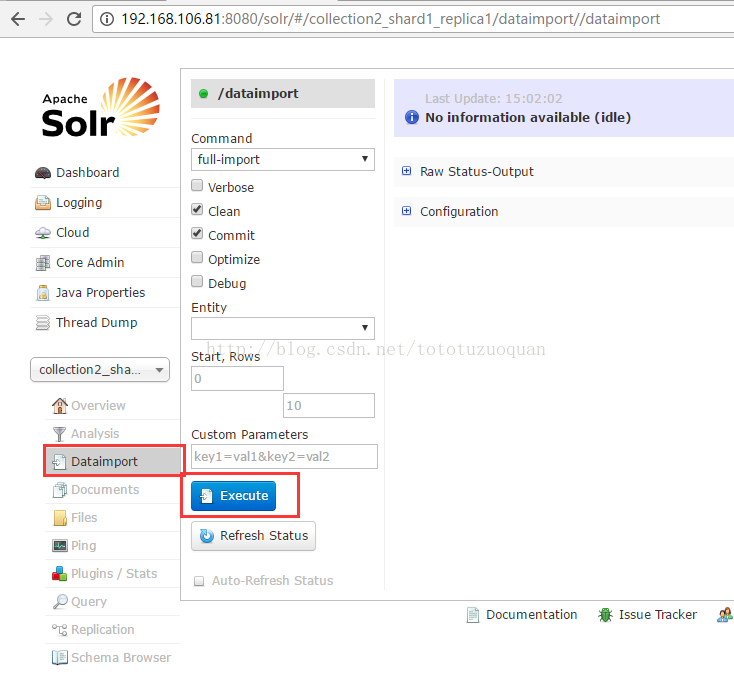 192.168.106.81:8080/solr/#/collection2_shard1_replica1/dataimport//dataimport
Apache
Solr
Dashboard
Logging
Cloud
Core Admin
Java Properties
Thread Dump
collection2_sha...
Overview
Analysis
Dataimport
Documents
Files
Ping
Plugins / Stats
Query
Replication
Schema Browser
/dataimport
Command
full-import
Verbose
Clean
Commit
Optimize
Debug
Entity
http://blog.csdn.net/tototuzuoquan
Start, Rows
0
10
Custom Parameters
key1=val1&key2=val2
Execute
Refresh Status
Auto-Refresh Status
Last Update: 15:02:02
No information available (idle)
Raw Status-Output
Configuration
Documentation
Issue Tracker